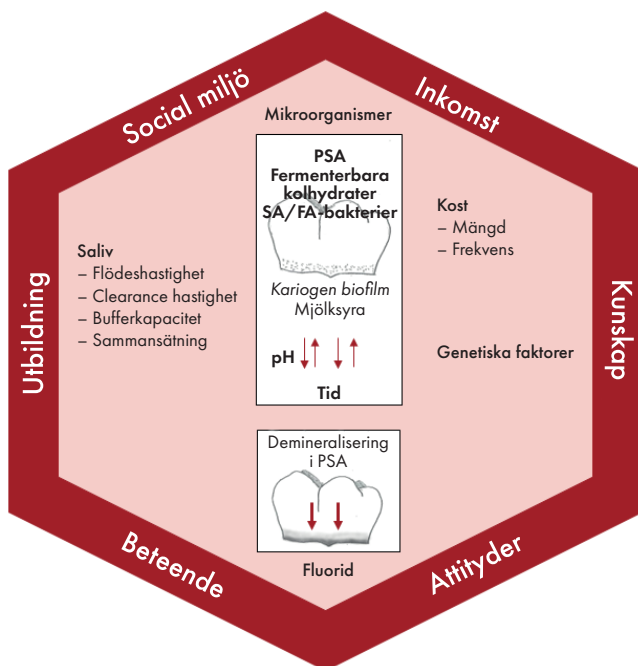 Social miljö
Inkomst
Utbildning
Kunskap
Beteende
Attityder
Mikroorganismer
PSA
Fermenterbara
kolhydrater
SA/FA-bakterier
Kariogen biofilm
Mjölksyra
pH
Tid
Saliv
– Flödeshastighet
– Clearance hastighet
– Bufferkapacitet
– Sammansätning
Kost
– Mängd
– Frekvens
Genetiska faktorer
Demineralisering
i PSA
Fluorid